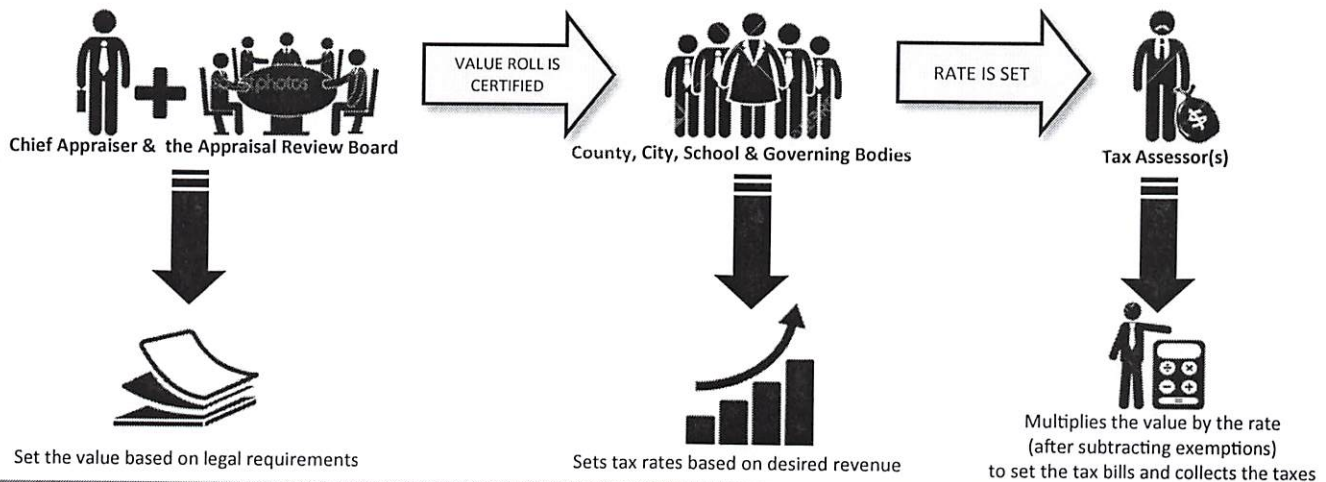 VALUE ROLL IS
CERTIFIED
RATE IS SET
photos
Chief Appraiser & the Appraisal Review Board
County, City, School & Governing Bodies
Tax Assessor(s)
Set the value based on legal requirements
Sets tax rates based on desired revenue
Multiplies the value by the rate
(after subtracting exemptions)
to set the tax bills and collects the taxes